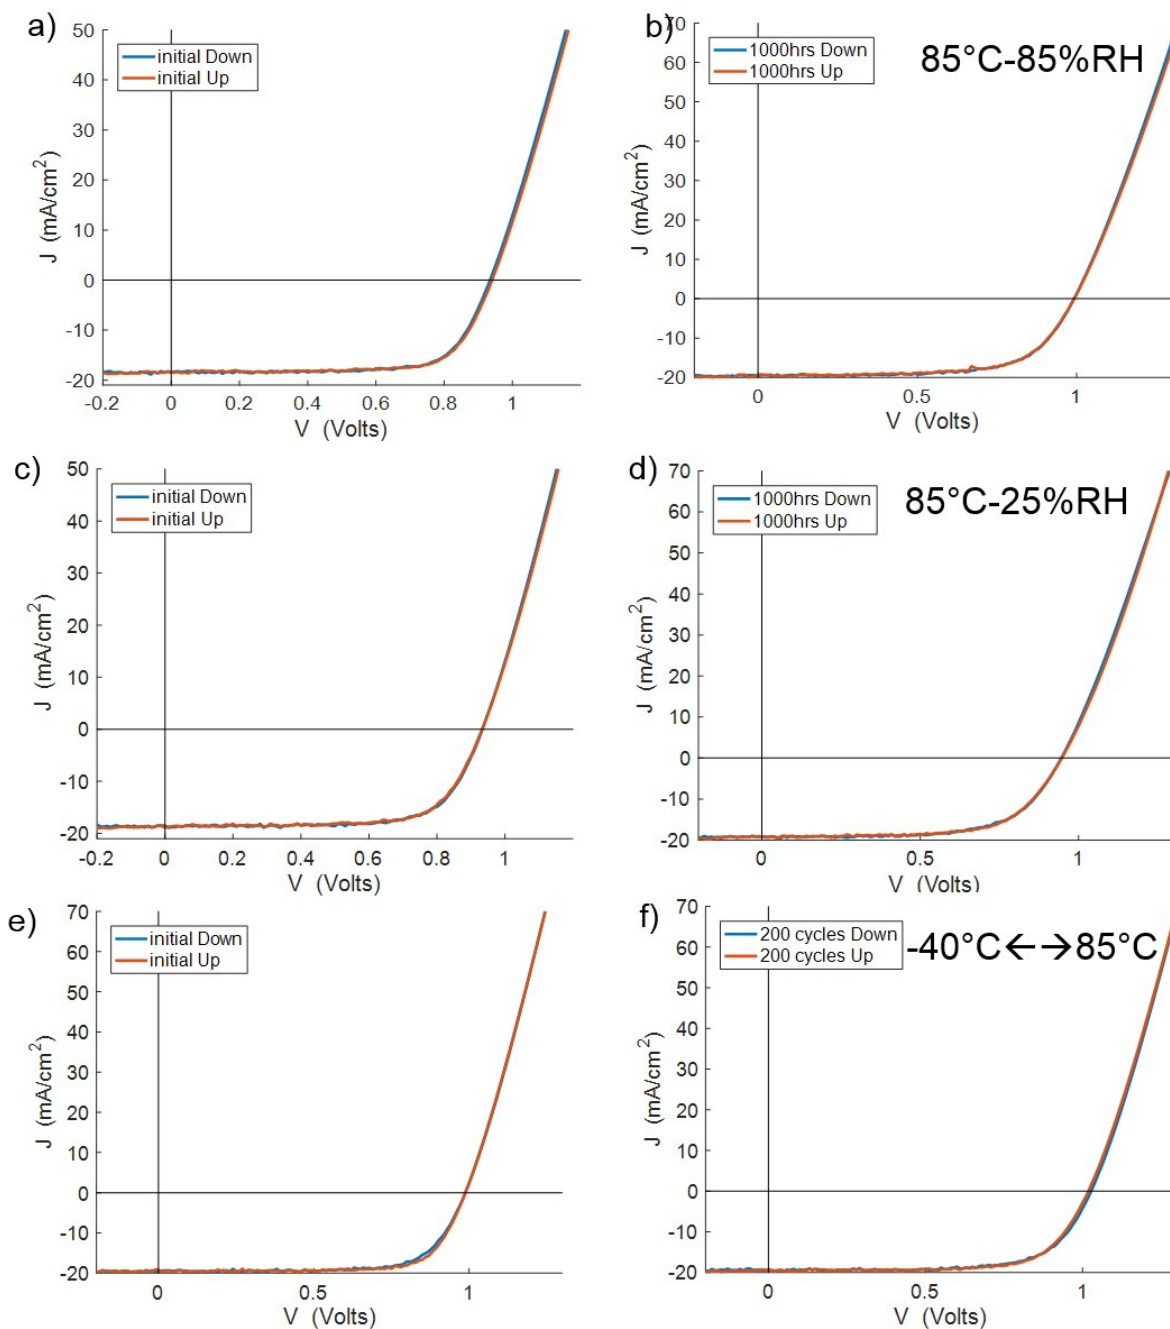 a)
50
40
30
20
10
0
-10
-20
J (mA/cm²)
initial Down
initial Up
-0.2 0 0.2 0.4 0.6 0.8 1
V (Volts)
b)
70
60
50
40
30
20
10
0
-10
-20
J (mA/cm²)
1000hrs Down
1000hrs Up
85°C-85%RH
0 0.5 1
V (Volts)
c)
50
40
30
20
10
0
-10
-20
J (mA/cm²)
initial Down
initial Up
-0.2 0 0.2 0.4 0.6 0.8 1
V (Volts)
d)
70
60
50
40
30
20
10
0
-10
-20
J (mA/cm²)
1000hrs Down
1000hrs Up
85°C-25%RH
0 0.5 1
V (Volts)
e)
70
60
50
40
30
20
10
0
-10
-20
J (mA/cm²)
initial Down
initial Up
0 0.5 1
V (Volts)
f)
70
60
50
40
30
20
10
0
-10
-20
J (mA/cm²)
200 cycles Down
200 cycles Up
-40°C←→85°C
0 0.5 1
V (Volts)